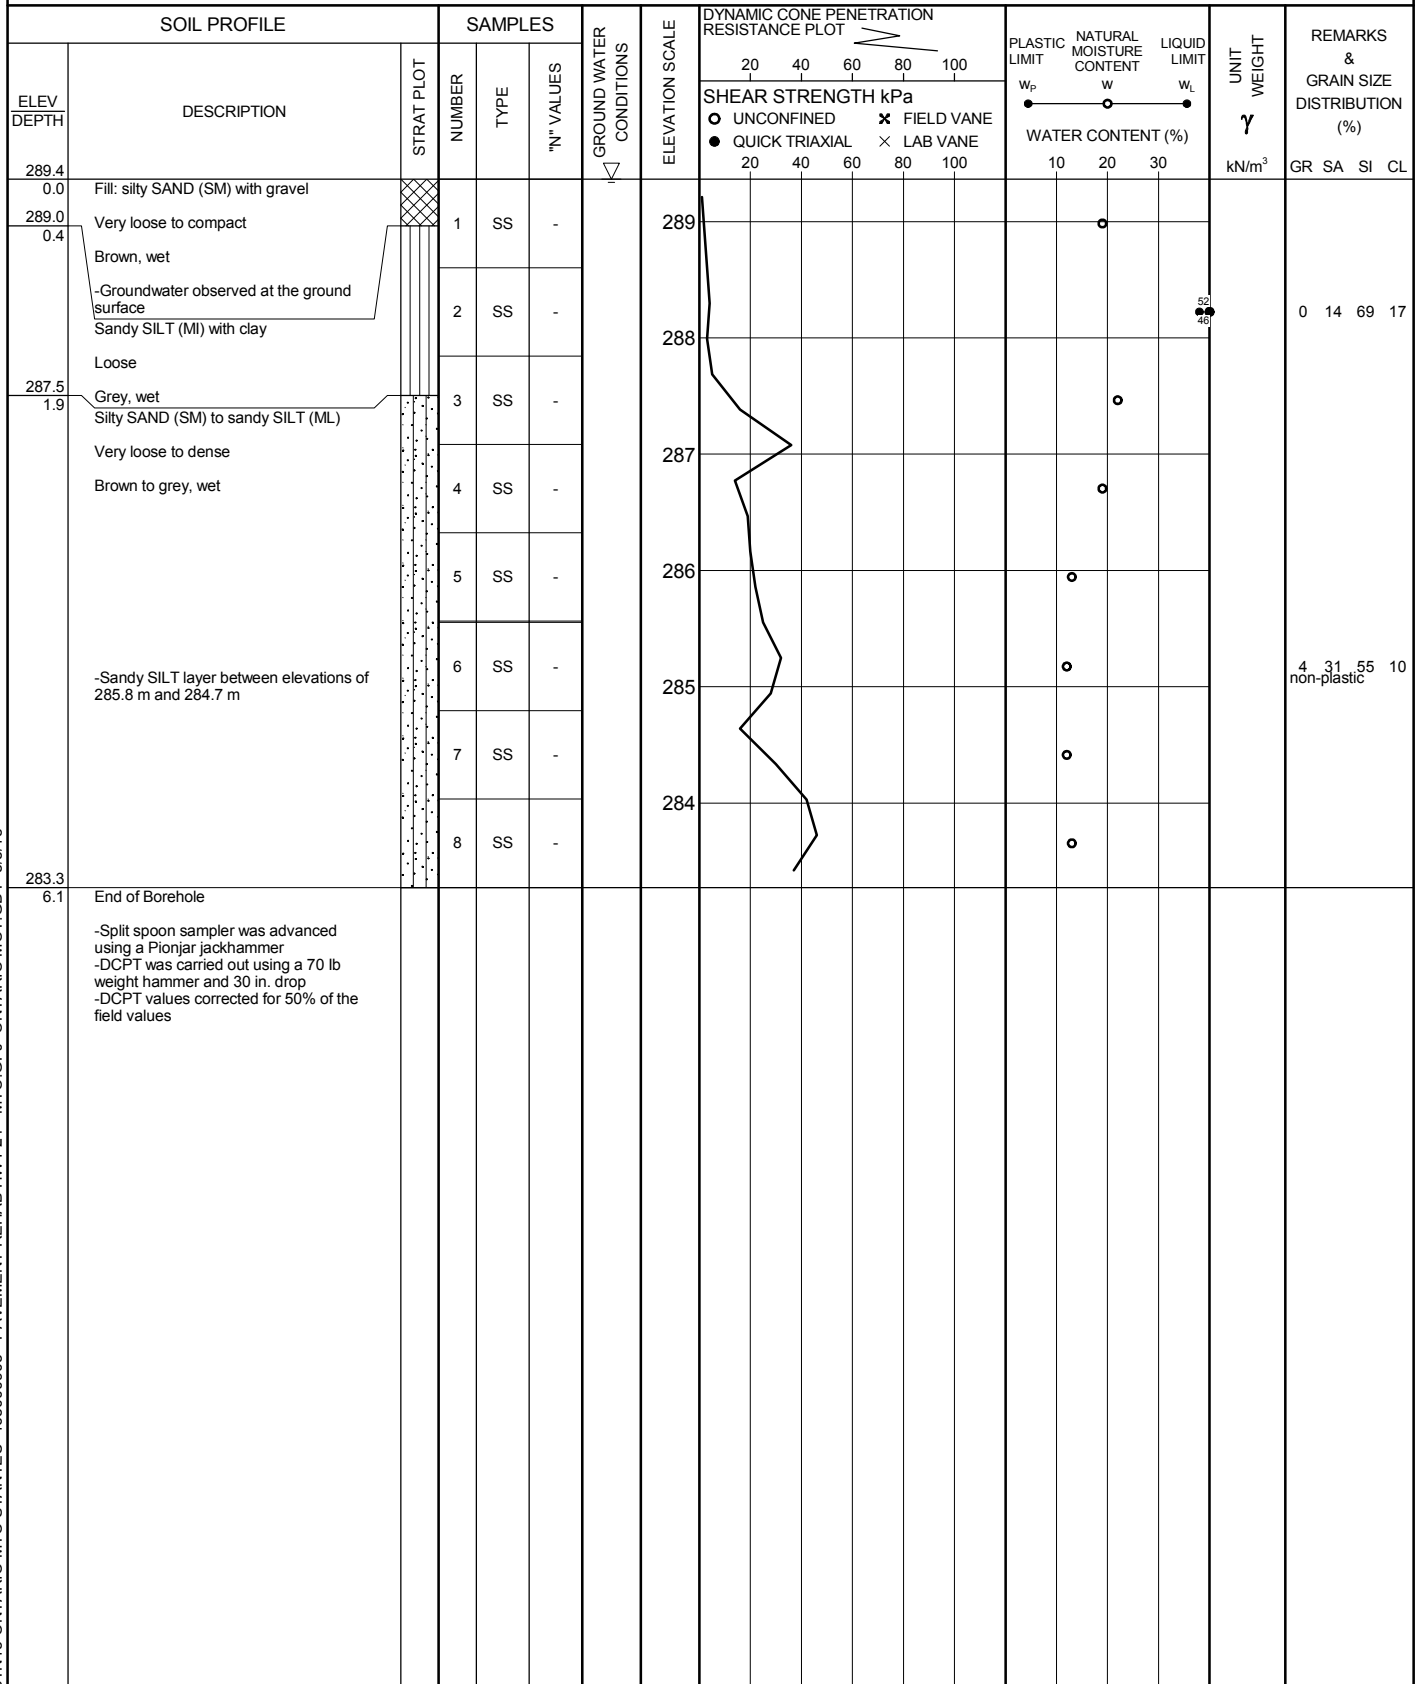 SOIL PROFILE
SAMPLES
GROUND WATER
CONDITIONS
ELEVATION SCALE
DYNAMIC CONE PENETRATION
RESISTANCE PLOT
20 40 60 80 100
SHEAR STRENGTH kPa
UNCONFINED
FIELD VANE
QUICK TRIAXIAL
LAB VANE
20 40 60 80 100
PLASTIC
LIMIT
NATURAL
MOISTURE
CONTENT
LIQUID
LIMIT
WP
W
WL
WATER CONTENT (%)
10 20 30
UNIT
WEIGHT
γ
kN/m³
REMARKS
&
GRAIN SIZE
DISTRIBUTION
(%)
GR SA SI CL
ELEV
DEPTH
DESCRIPTION
STRAT PLOT
NUMBER
TYPE
"N" VALUES
289.4
0.0
Fill: silty SAND (SM) with gravel
289.0
0.4
Very loose to compact
Brown, wet
-Groundwater observed at the ground
surface
1 SS -
289
Sandy SILT (MI) with clay
2 SS -
52
46
0 14 69 17
288
Loose
287.5
1.9
Grey, wet
3 SS -
Silty SAND (SM) to sandy SILT (ML)
Very loose to dense
287
Brown to grey, wet
4 SS -
5 SS -
286
-Sandy SILT layer between elevations of
285.8 m and 284.7 m
6 SS -
4 31 55 10
non-plastic
285
7 SS -
284
8 SS -
283.3
6.1
End of Borehole
-Split spoon sampler was advanced
using a Pionjar jackhammer
-DCPT was carried out using a 70 lb
weight hammer and 30 in. drop
-DCPT values corrected for 50% of the
field values